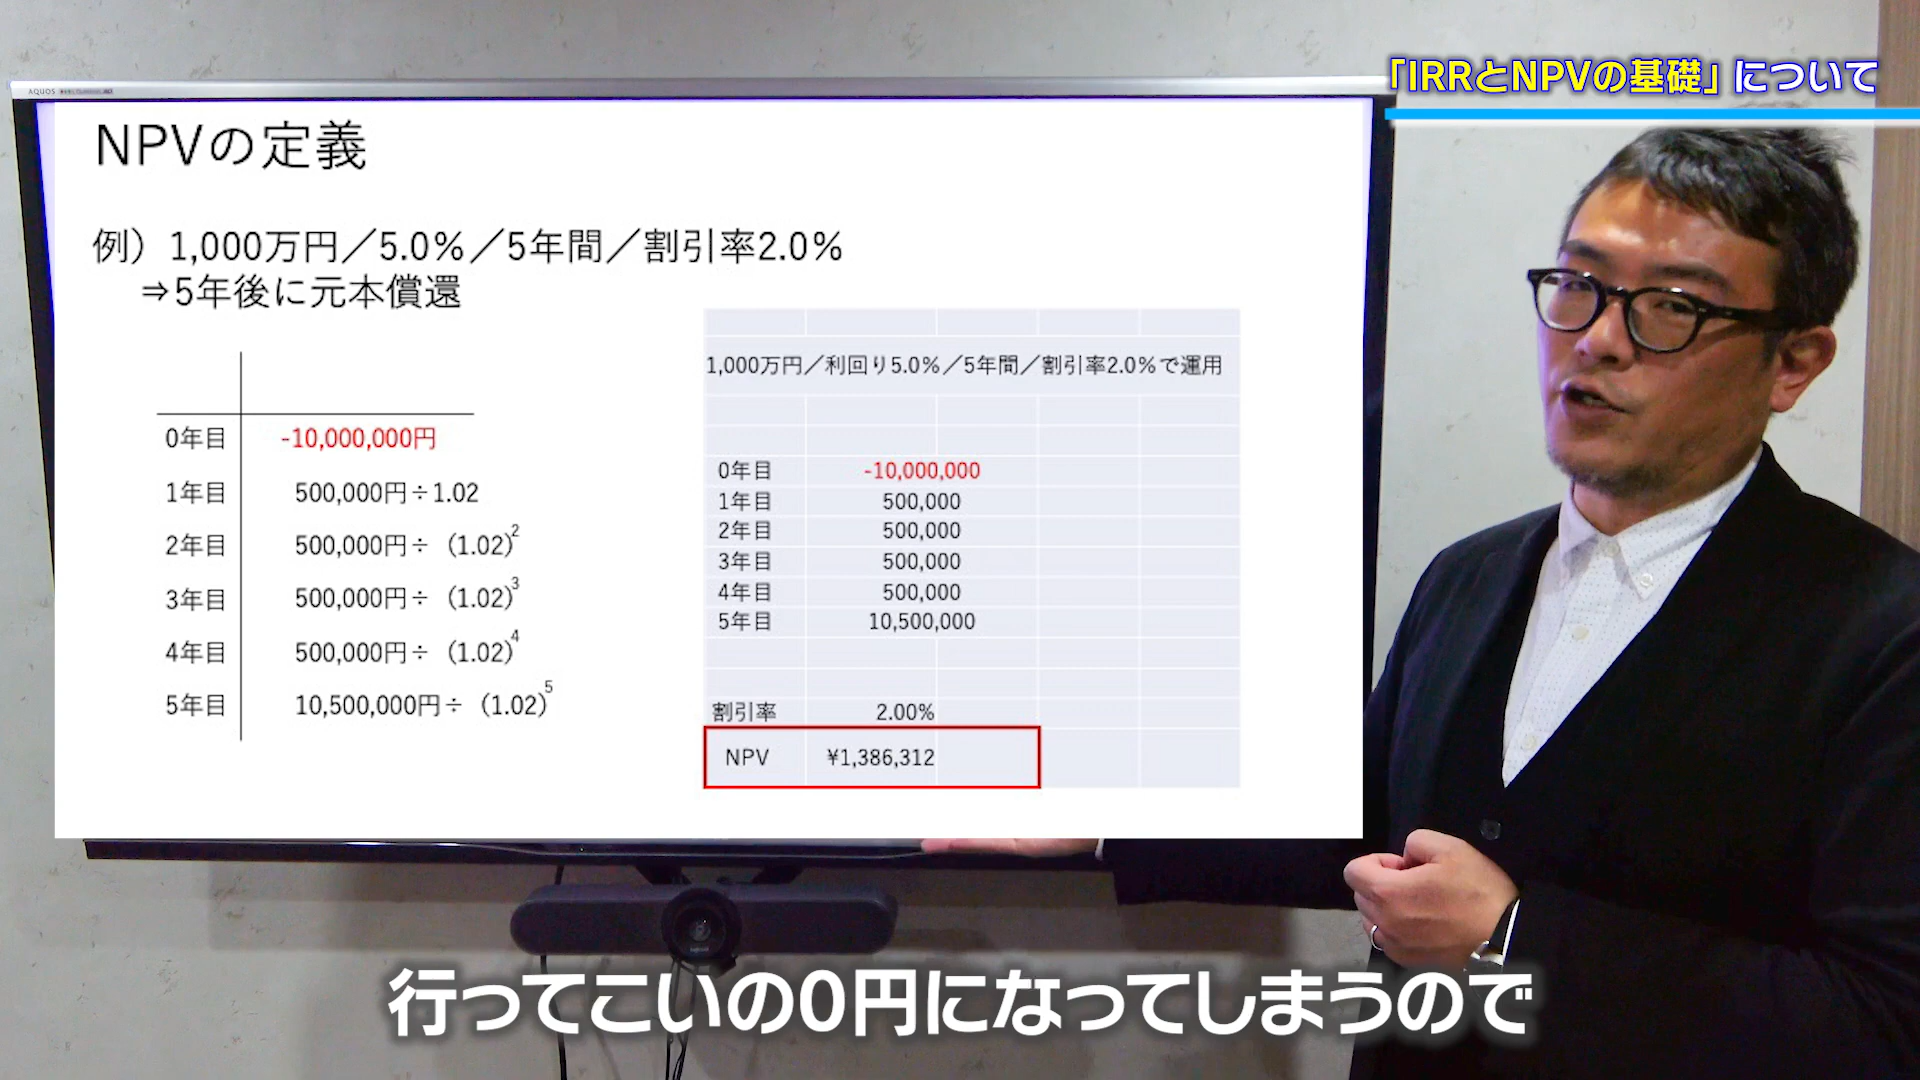 「IRRとNPVの基礎」について
AQUOS
NPVの定義
例）1,000万円／5.0％／5年間／割引率2.0％
⇒5年後に元本償還
0年目 -10,000,000円
1年目 500,000円÷1.02
2年目 500,000円÷（1.02）²
3年目 500,000円÷（1.02）³
4年目 500,000円÷（1.02）⁴
5年目 10,500,000円÷（1.02）⁵
1,000万円／利回り5.0％／5年間／割引率2.0％で運用
0年目 -10,000,000
1年目 500,000
2年目 500,000
3年目 500,000
4年目 500,000
5年目 10,500,000
割引率 2.00%
NPV ¥1,386,312
行ってこいの0円になってしまうので